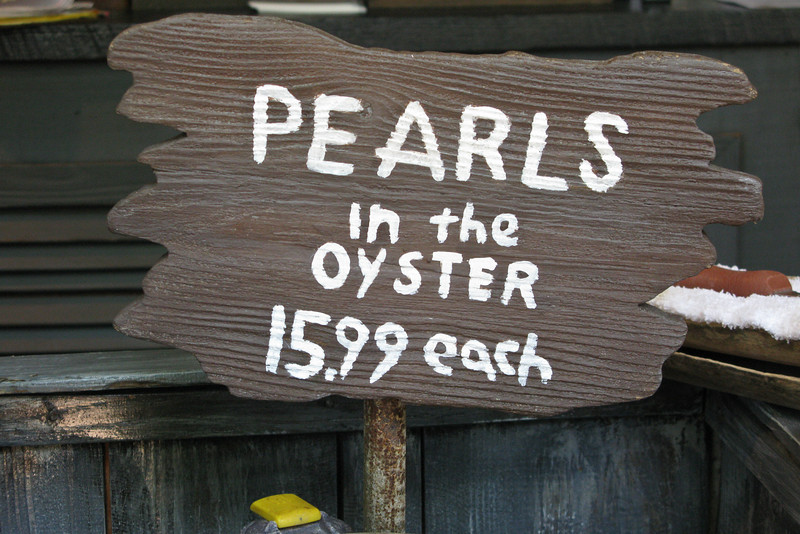 PEARLS
in the
OYSTER
15.99 each